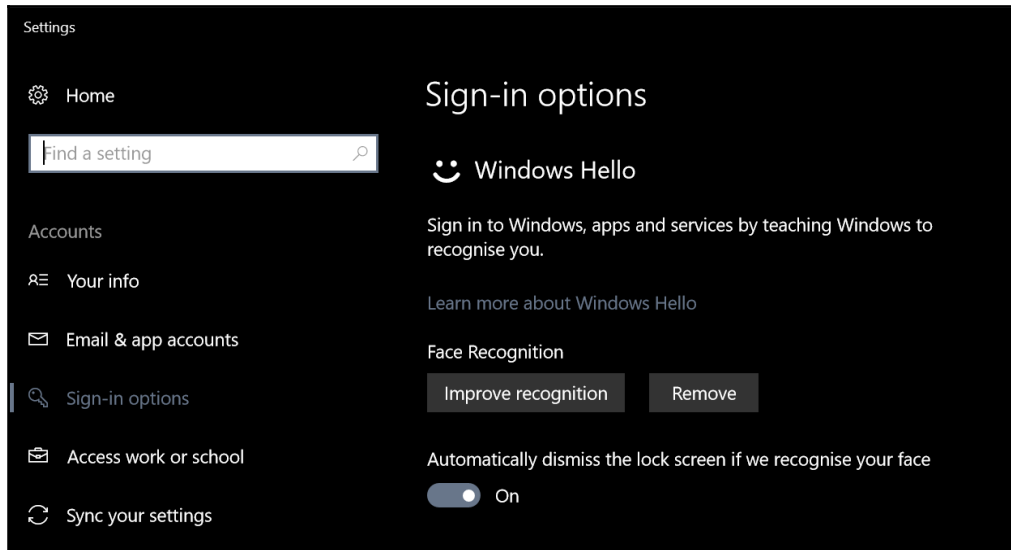 Settings
Home
Find a setting
Accounts
Your info
Email & app accounts
Sign-in options
Access work or school
Sync your settings
Sign-in options
Windows Hello
Sign in to Windows, apps and services by teaching Windows to
recognise you.
Learn more about Windows Hello
Face Recognition
Improve recognition
Remove
Automatically dismiss the lock screen if we recognise your face
On